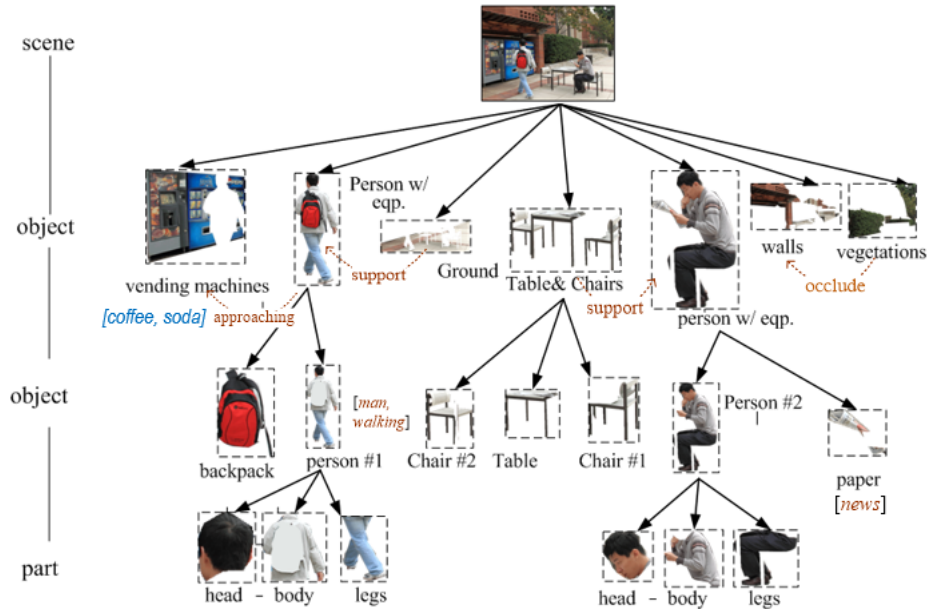 scene
Person w/
eqp.
object
support
Ground
walls
vegetations
vending machines
Table& Chairs
occlude
[coffee, soda]
approaching
support
person w/ eqp.
object
[man,
walking]
Person #2
backpack
person #1
Chair #2
Table
Chair #1
paper
[news]
part
head - body
legs
head - body
legs